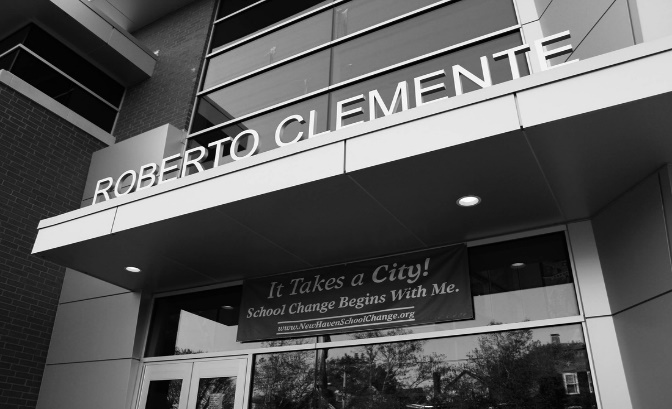 ROBERTO CLEMENTE
It Takes a City!
School Change Begins With Me.
www.NewHavenSchoolChange.org